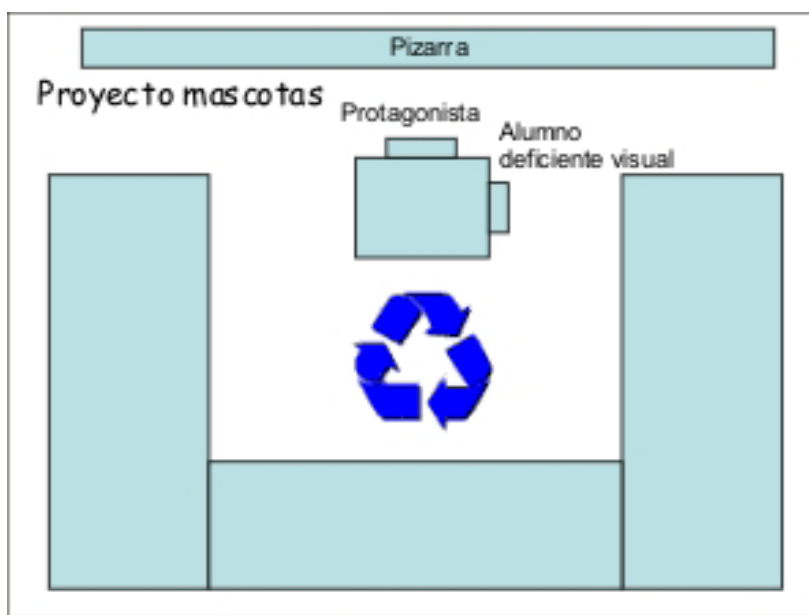 Pizarra
Proyecto mascotas
Protagonista
Alumno
deficiente visual